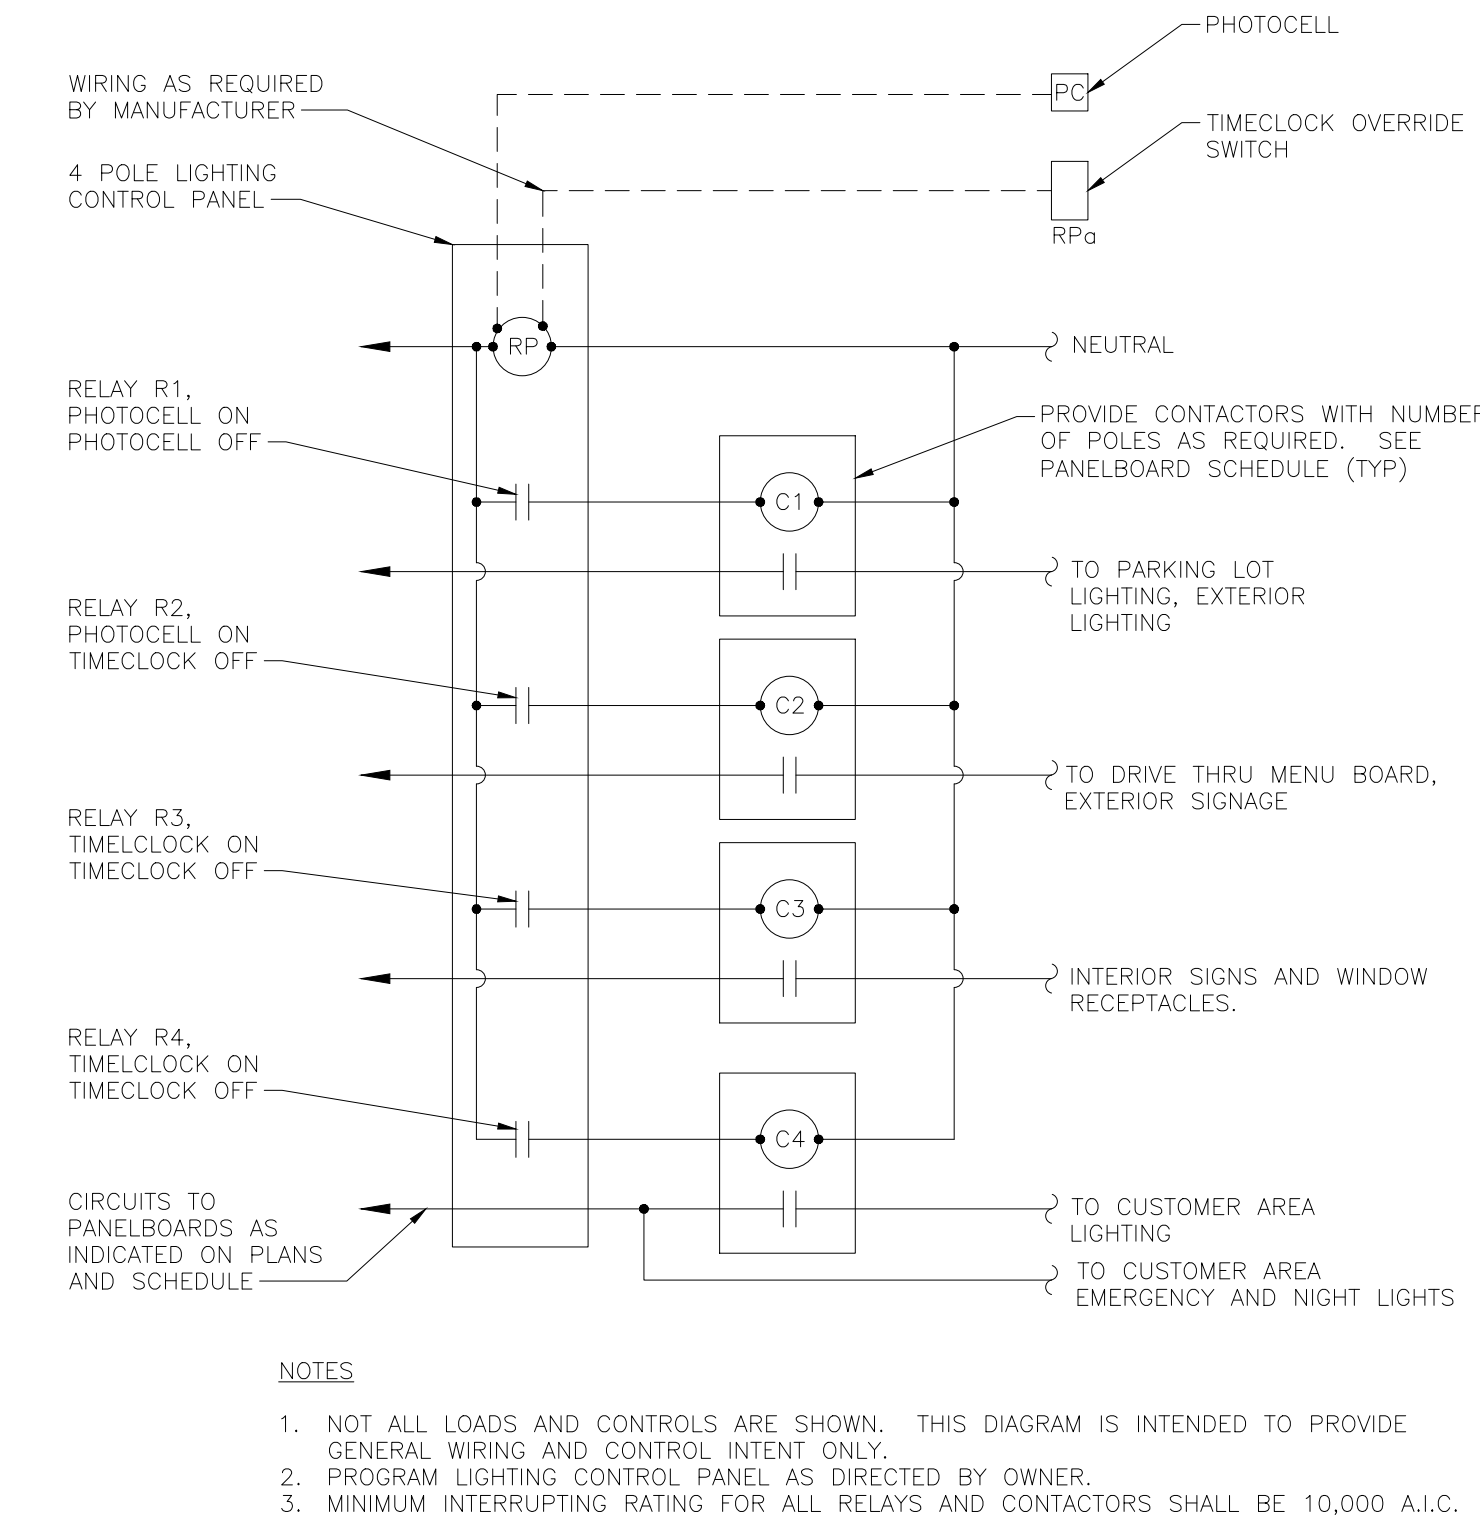 PHOTOCELL
WIRING AS REQUIRED
BY MANUFACTURER
PC
TIMECLOCK OVERRIDE
SWITCH
4 POLE LIGHTING
CONTROL PANEL
RPa
RP
NEUTRAL
RELAY R1,
PHOTOCELL ON
PHOTOCELL OFF
PROVIDE CONTACTORS WITH NUMBER
OF POLES AS REQUIRED. SEE
PANELBOARD SCHEDULE (TYP)
C1
TO PARKING LOT
LIGHTING, EXTERIOR
LIGHTING
RELAY R2,
PHOTOCELL ON
TIMECLOCK OFF
C2
TO DRIVE THRU MENU BOARD,
EXTERIOR SIGNAGE
RELAY R3,
TIMELCLOCK ON
TIMECLOCK OFF
C3
INTERIOR SIGNS AND WINDOW
RECEPTACLES.
RELAY R4,
TIMELCLOCK ON
TIMECLOCK OFF
C4
CIRCUITS TO
PANELBOARDS AS
INDICATED ON PLANS
AND SCHEDULE
TO CUSTOMER AREA
LIGHTING
TO CUSTOMER AREA
EMERGENCY AND NIGHT LIGHTS
NOTES
1. NOT ALL LOADS AND CONTROLS ARE SHOWN. THIS DIAGRAM IS INTENDED TO PROVIDE
GENERAL WIRING AND CONTROL INTENT ONLY.
2. PROGRAM LIGHTING CONTROL PANEL AS DIRECTED BY OWNER.
3. MINIMUM INTERRUPTING RATING FOR ALL RELAYS AND CONTACTORS SHALL BE 10,000 A.I.C.